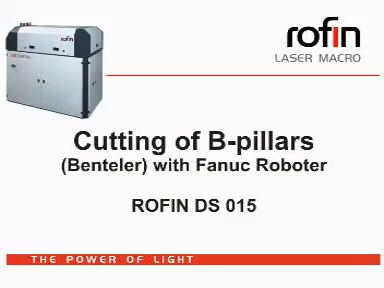 rofin
LASER MACRO
Cutting of B-pillars
(Benteler) with Fanuc Roboter
ROFIN DS 015
THE POWER OF LIGHT